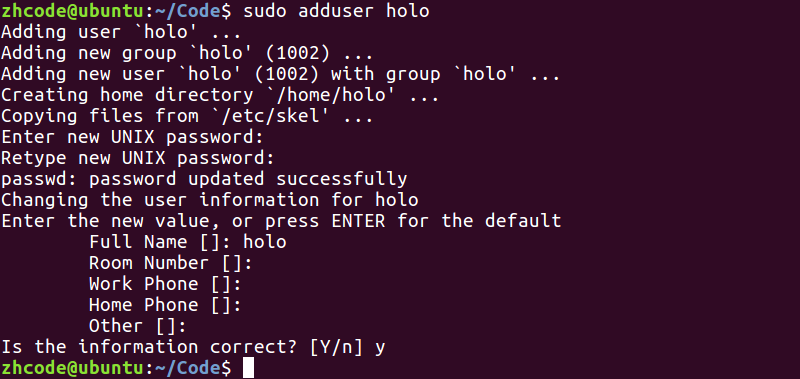 zhcode@ubuntu:~/Code$ sudo adduser holo
Adding user `holo' ...
Adding new group `holo' (1002) ...
Adding new user `holo' (1002) with group `holo' ...
Creating home directory `/home/holo' ...
Copying files from `/etc/skel' ...
Enter new UNIX password:
Retype new UNIX password:
passwd: password updated successfully
Changing the user information for holo
Enter the new value, or press ENTER for the default
        Full Name []: holo
        Room Number []:
        Work Phone []:
        Home Phone []:
        Other []:
Is the information correct? [Y/n] y
zhcode@ubuntu:~/Code$